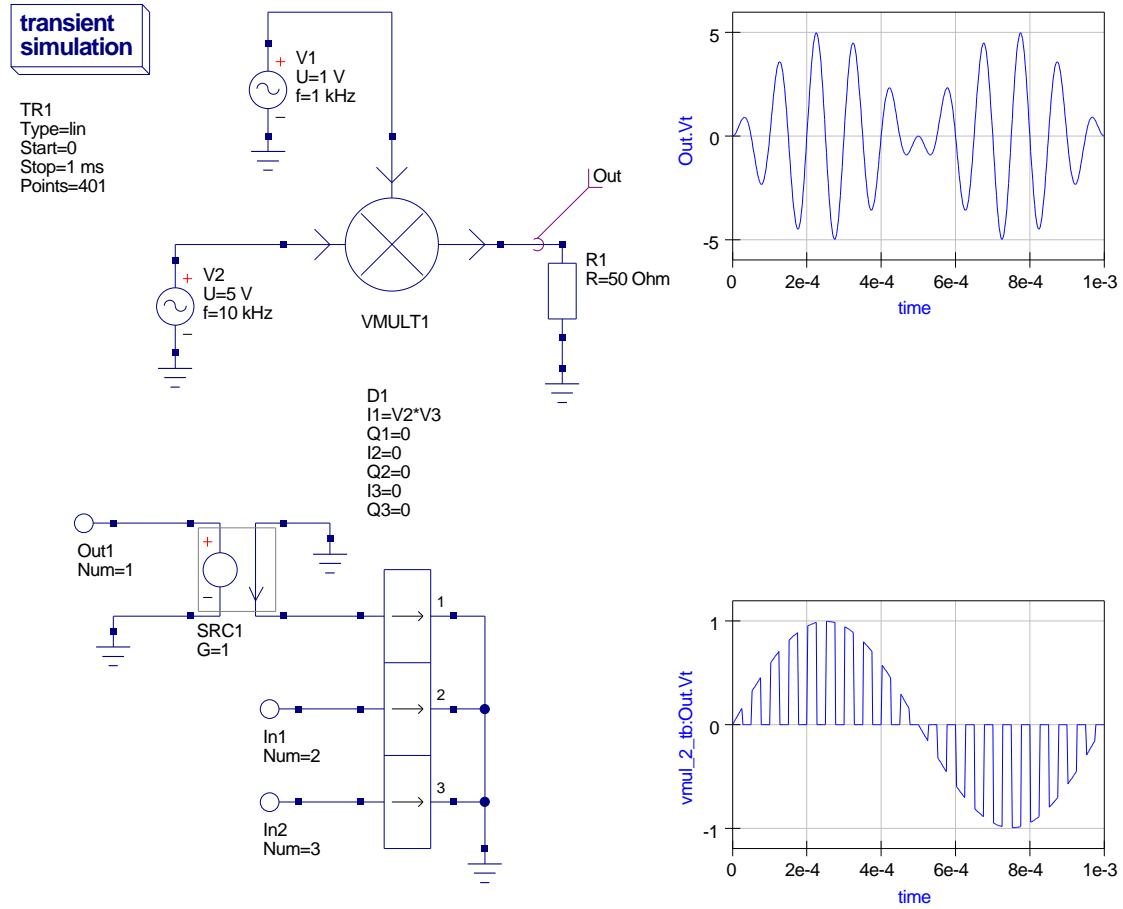 transient
simulation
TR1
Type=lin
Start=0
Stop=1 ms
Points=401
+
V1
U=1 V
f=1 kHz
−
+
V2
U=5 V
f=10 kHz
−
VMULT1
Out
R1
R=50 Ohm
Out.Vt
5
0
-5
0
2e-4
4e-4
6e-4
8e-4
1e-3
time
D1
I1=V2*V3
Q1=0
I2=0
Q2=0
I3=0
Q3=0
Out1
Num=1
+
−
SRC1
G=1
1
2
3
In1
Num=2
In2
Num=3
vmul_2_tb:Out.Vt
1
0
-1
0
2e-4
4e-4
6e-4
8e-4
1e-3
time